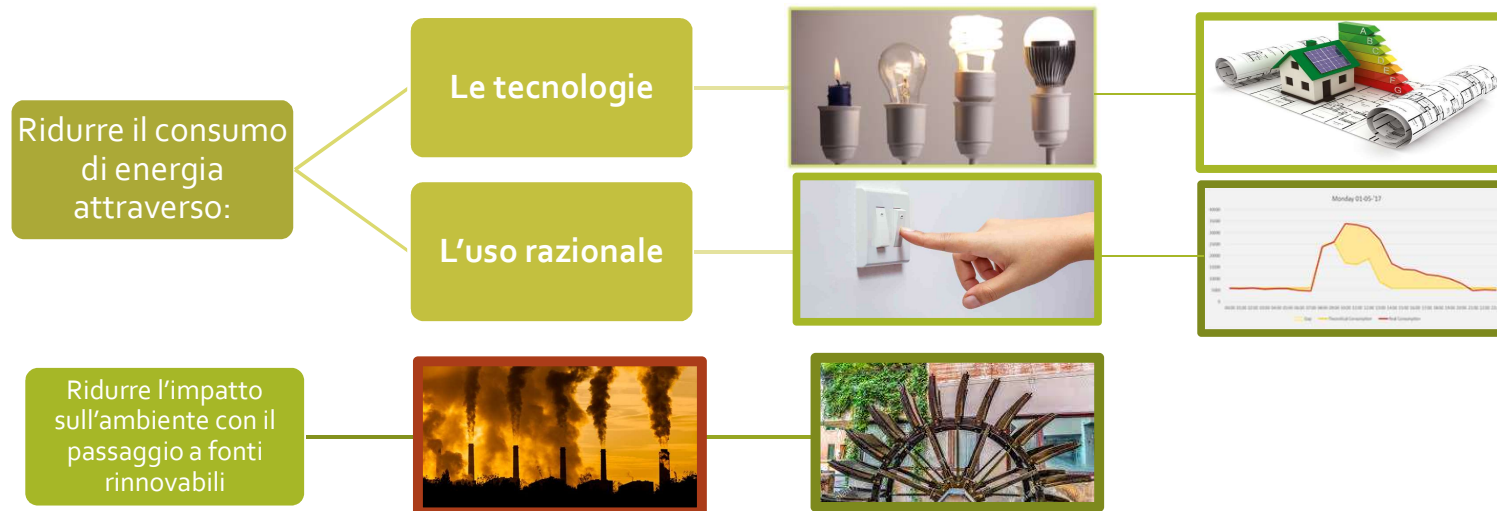 Ridurre il consumo
di energia
attraverso:
Le tecnologie
L'uso razionale
A
B
C
D
E
F
G
Monday 01-05-'17
Ridurre l'impatto
sull'ambiente con il
passaggio a fonti
rinnovabili